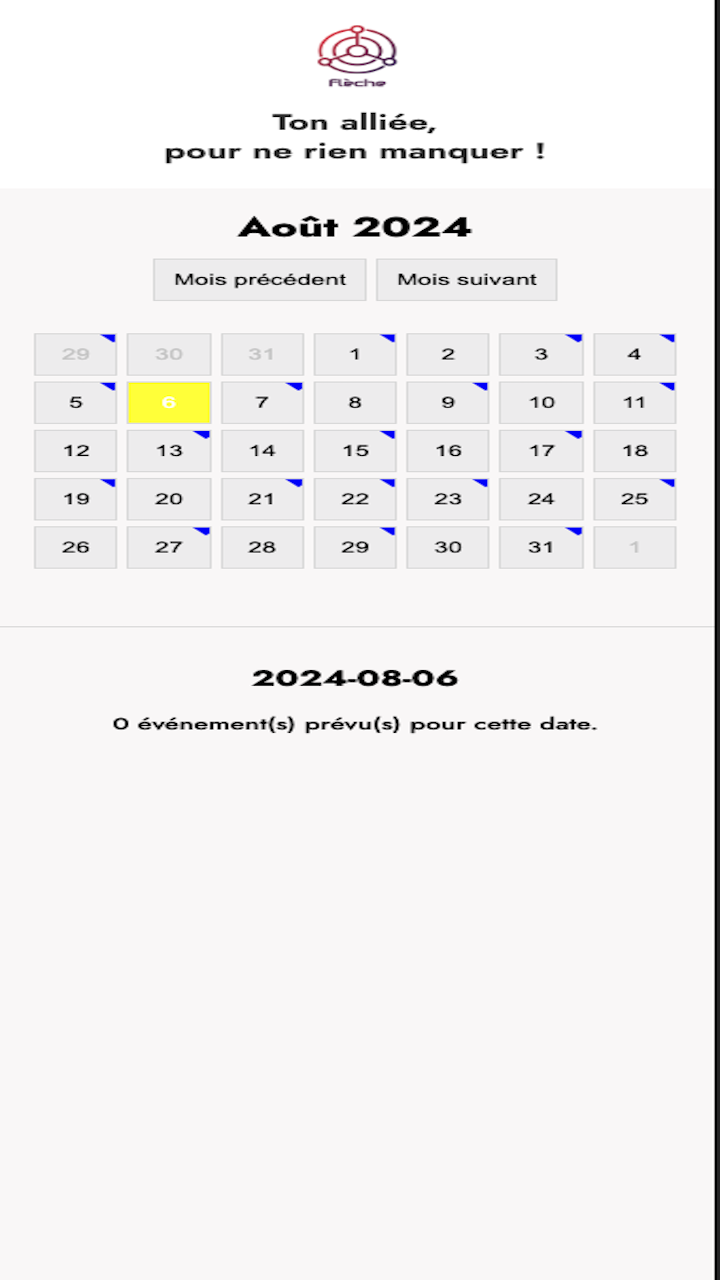 flèche
Ton alliée,
pour ne rien manquer !
Août 2024
Mois précédent Mois suivant
29 30 31 1 2 3 4
5 6 7 8 9 10 11
12 13 14 15 16 17 18
19 20 21 22 23 24 25
26 27 28 29 30 31 1
2024-08-06
0 événement(s) prévu(s) pour cette date.